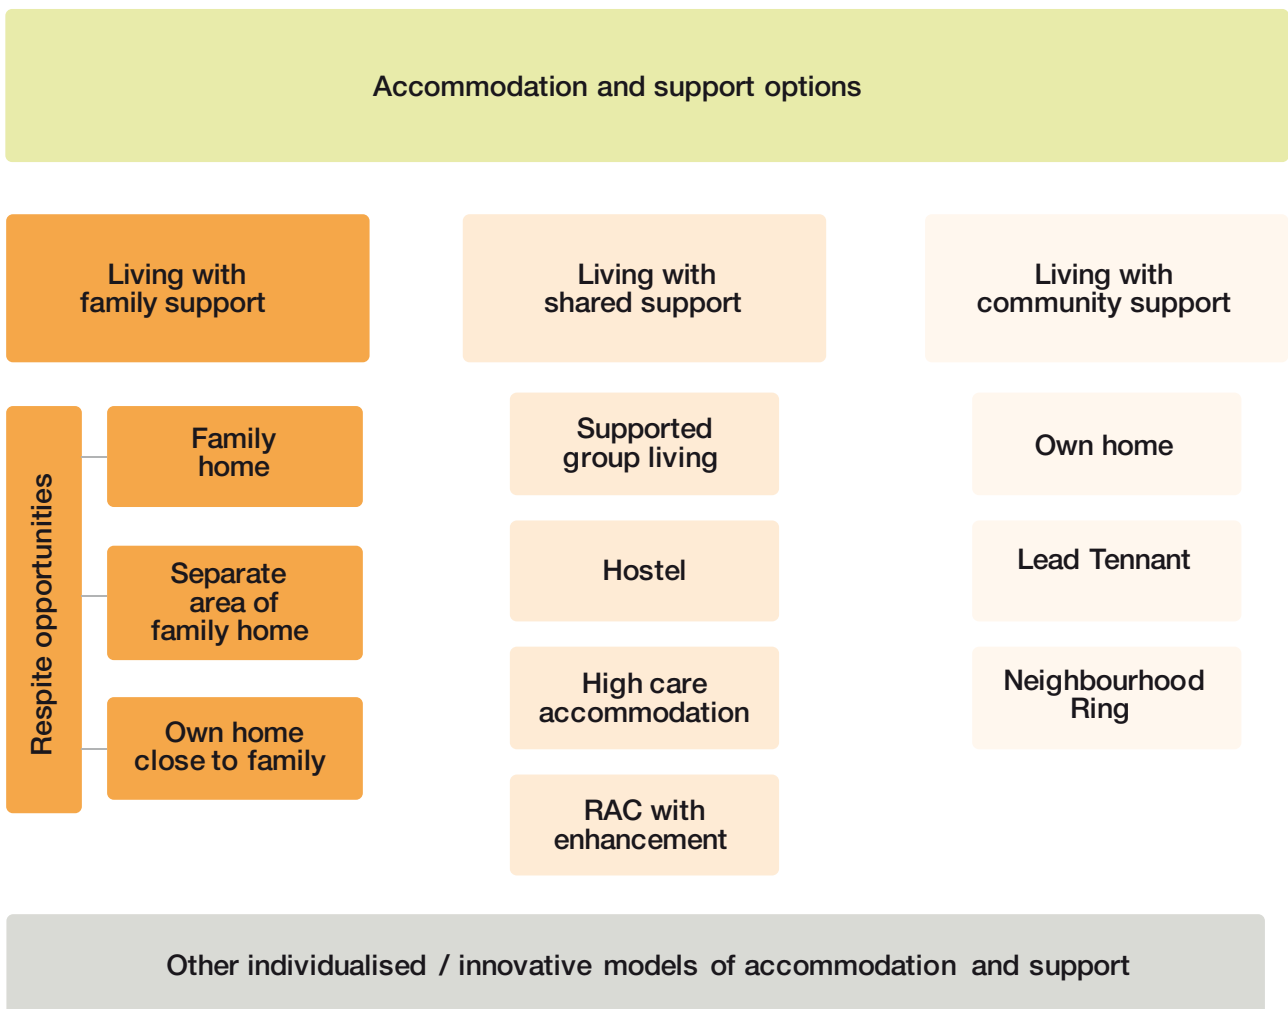 Accommodation and support options
Living with
family support
Respite opportunities
Family
home
Separate
area of
family home
Own home
close to family
Living with
shared support
Supported
group living
Hostel
High care
accommodation
RAC with
enhancement
Living with
community support
Own home
Lead Tennant
Neighbourhood
Ring
Other individualised / innovative models of accommodation and support